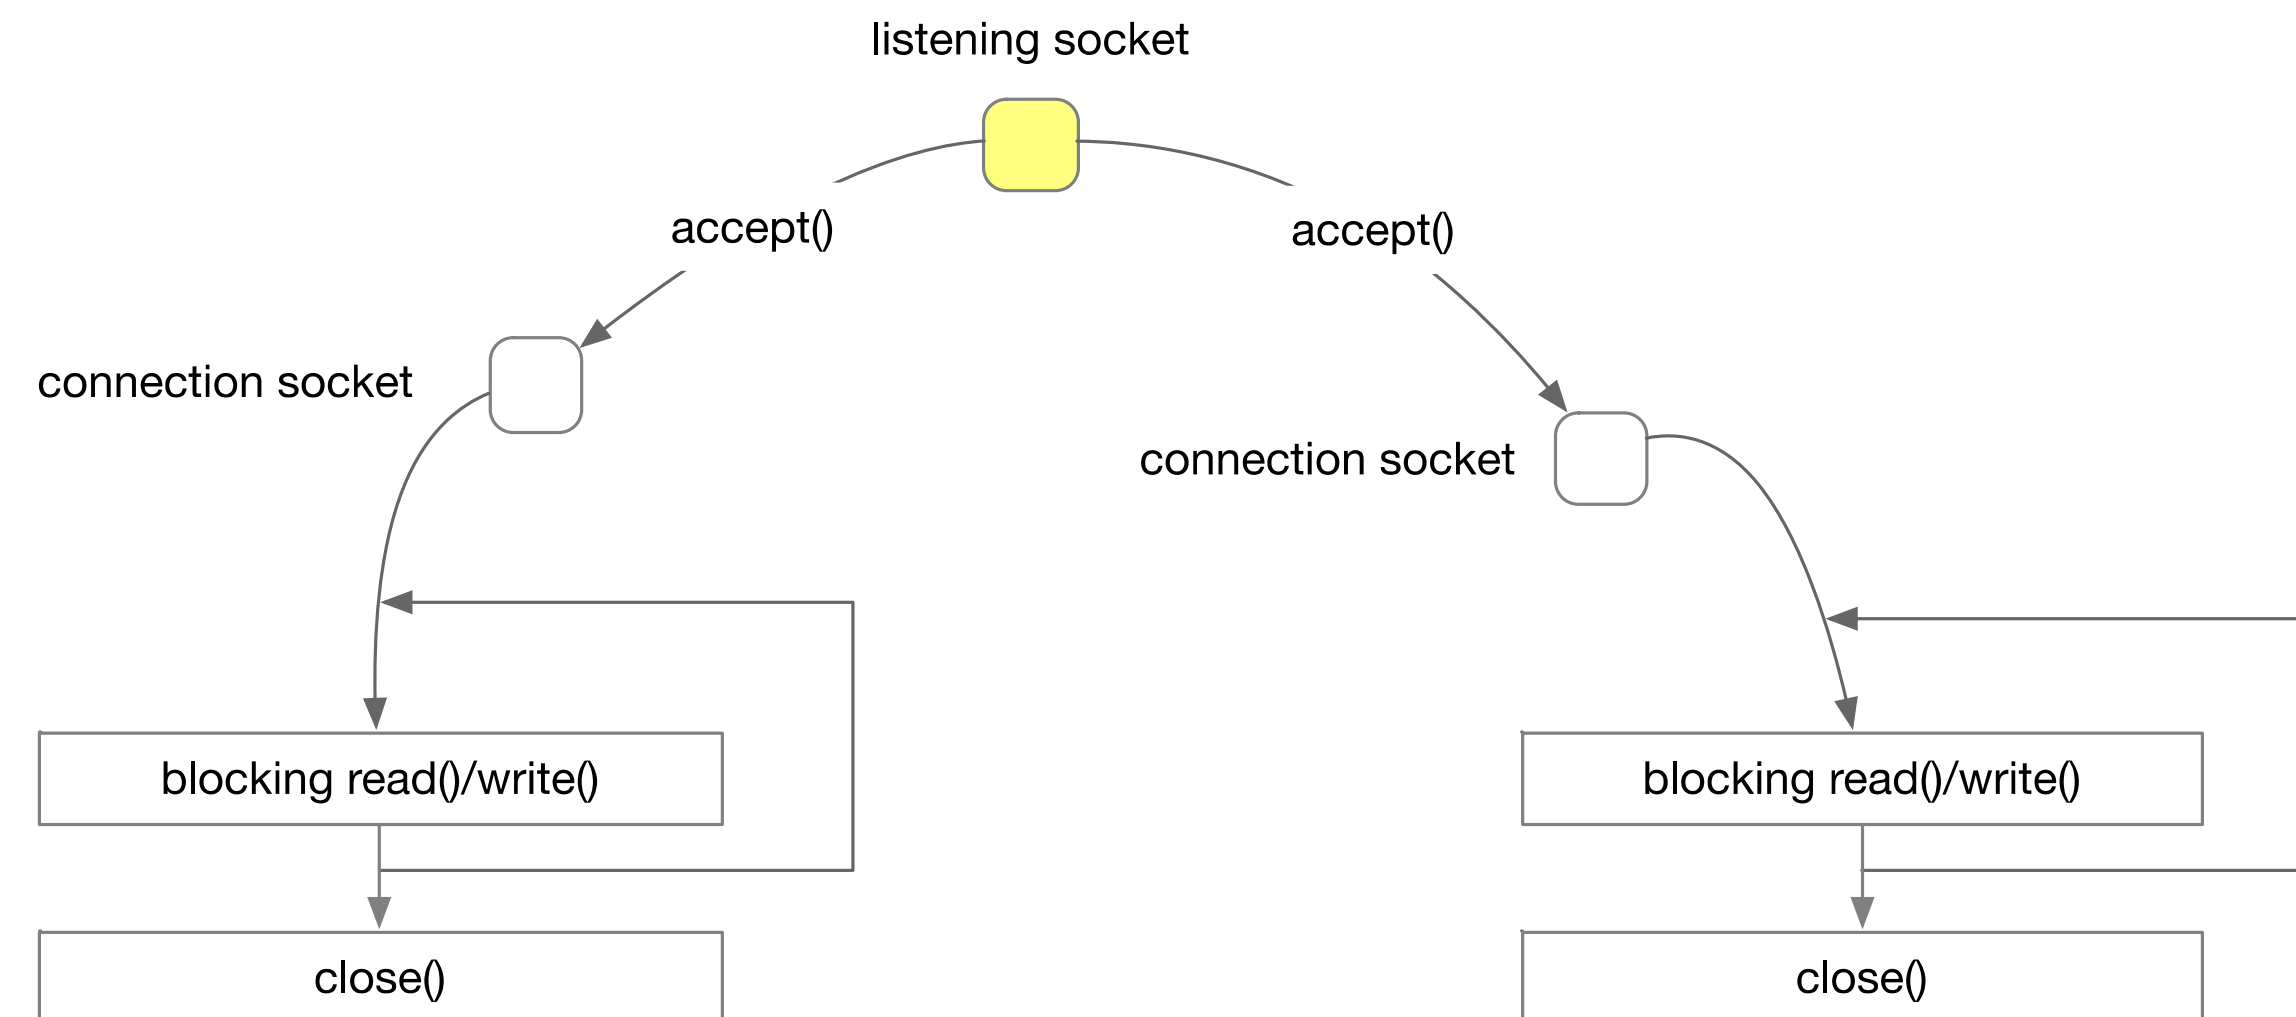 listening socket
accept()
accept()
connection socket
connection socket
blocking read()/write()
blocking read()/write()
close()
close()